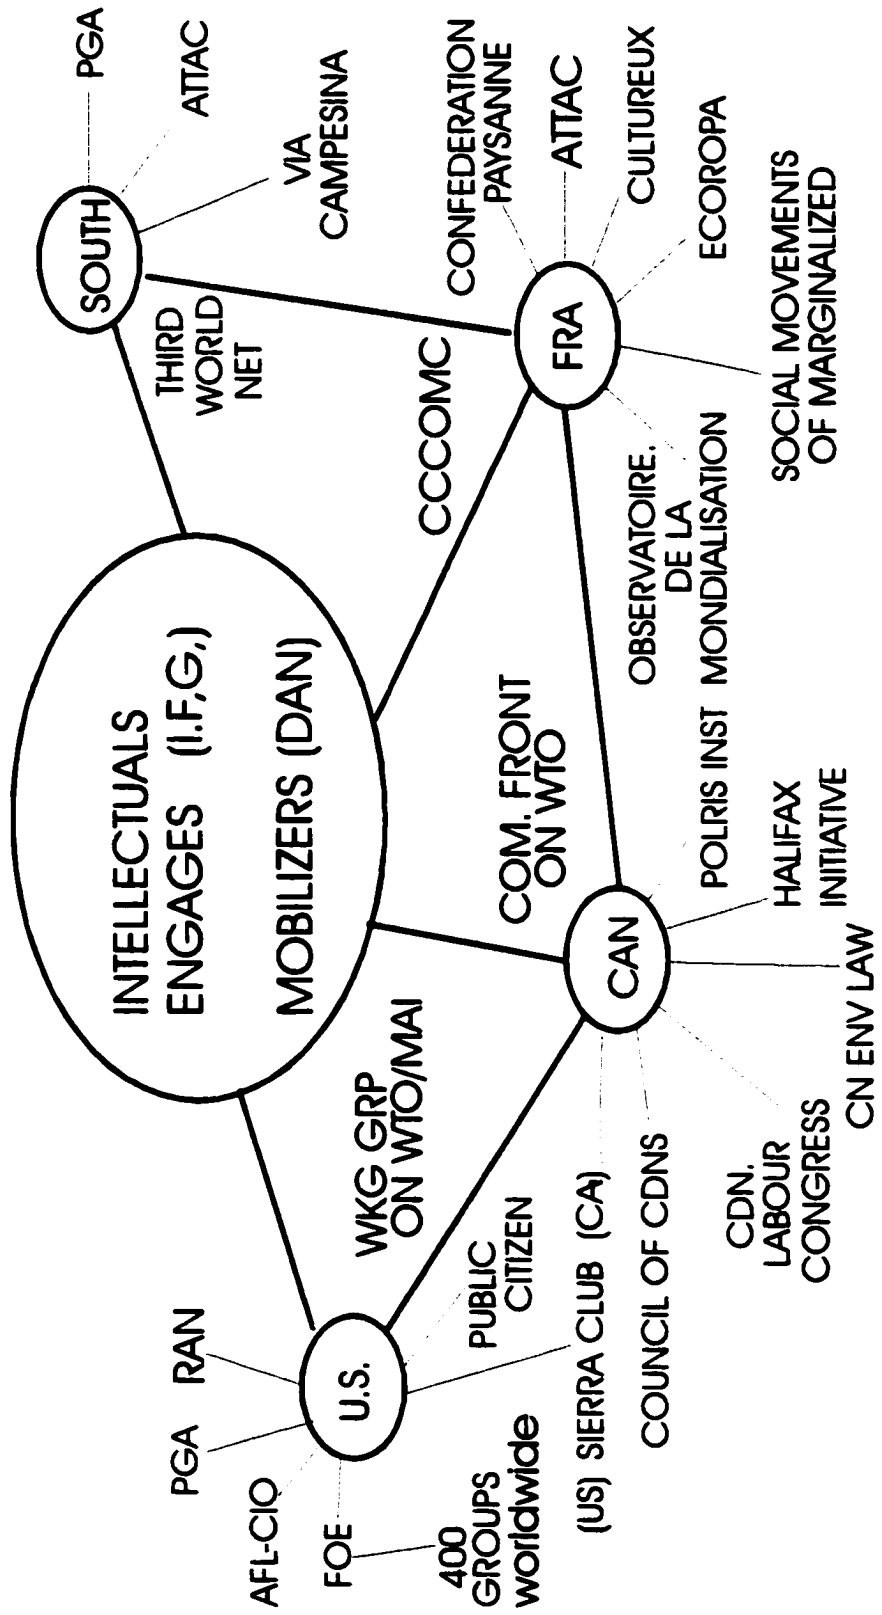 INTELLECTUALS
ENGAGES (I.F,G,)
MOBILIZERS (DAN)
SOUTH
PGA
ATTAC
VIA
CAMPESINA
THIRD
WORLD
NET
CCCOMC
FRA
CONFEDERATION
PAYSANNE
ATTAC
CULTUREUX
ECOROPA
SOCIAL MOVEMENTS
OF MARGINALIZED
OBSERVATOIRE.
DE LA
MONDIALISATION
COM. FRONT
ON WTO
CAN
POLRIS INST
HALIFAX
INITIATIVE
CN ENV LAW
CDN.
LABOUR
CONGRESS
COUNCIL OF CDNS
(US) SIERRA CLUB (CA)
WKG GRP
ON WTO/MAI
PUBLIC
CITIZEN
U.S.
RAN
PGA
AFL-CIO
FOE
400
GROUPS
worldwide